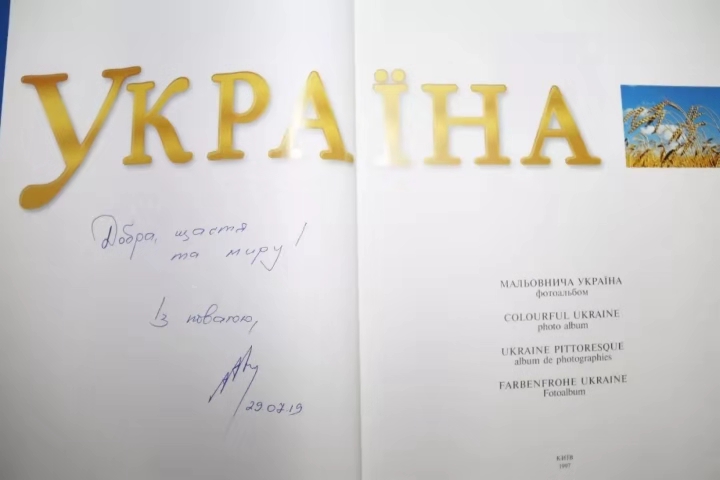 УКРАЇНА
Добра, щастя
та миру!
Із повагою,
29.07.19
МАЛЬОВНИЧА УКРАЇНА
фотоальбом
COLOURFUL UKRAINE
photo album
UKRAINE PITTORESQUE
album de photographies
FARBENFROHE UKRAINE
Fotoalbum
КИЇВ
1997